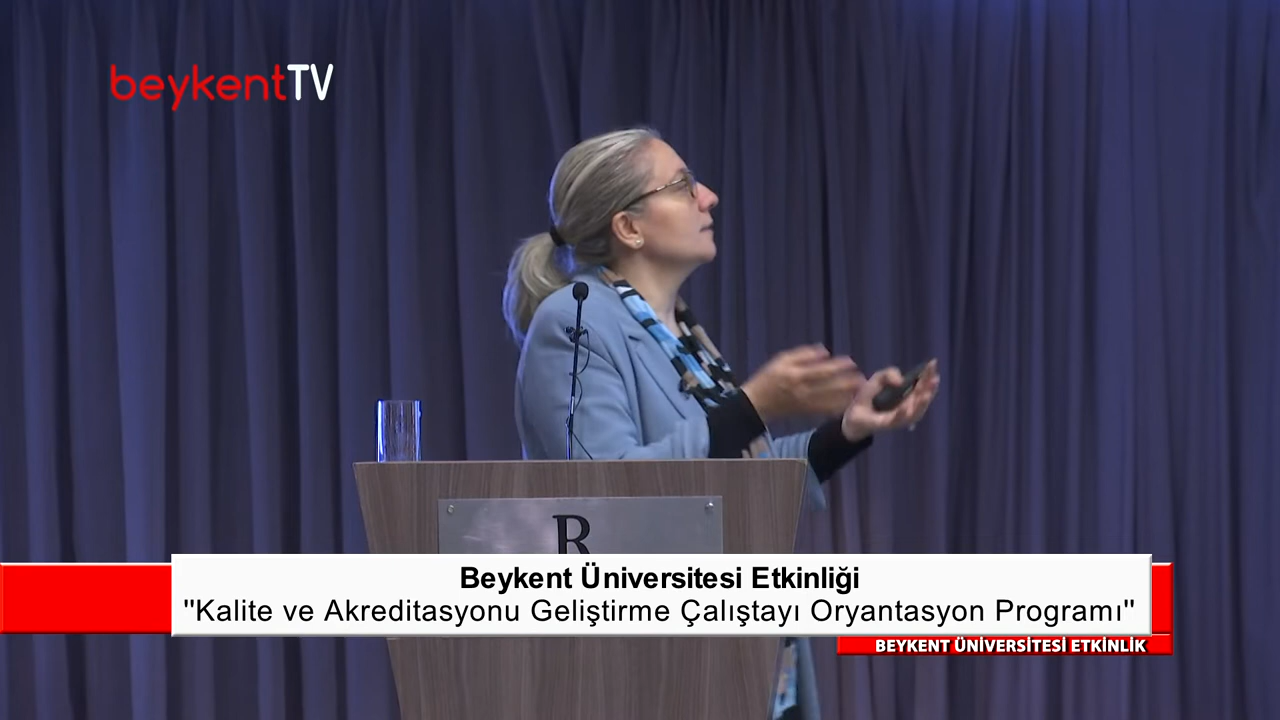 beykentTV
R
Beykent Üniversitesi Etkinliği
"Kalite ve Akreditasyonu Geliştirme Çalıştayı Oryantasyon Programı"
BEYKENT ÜNİVERSİTESİ ETKİNLİK